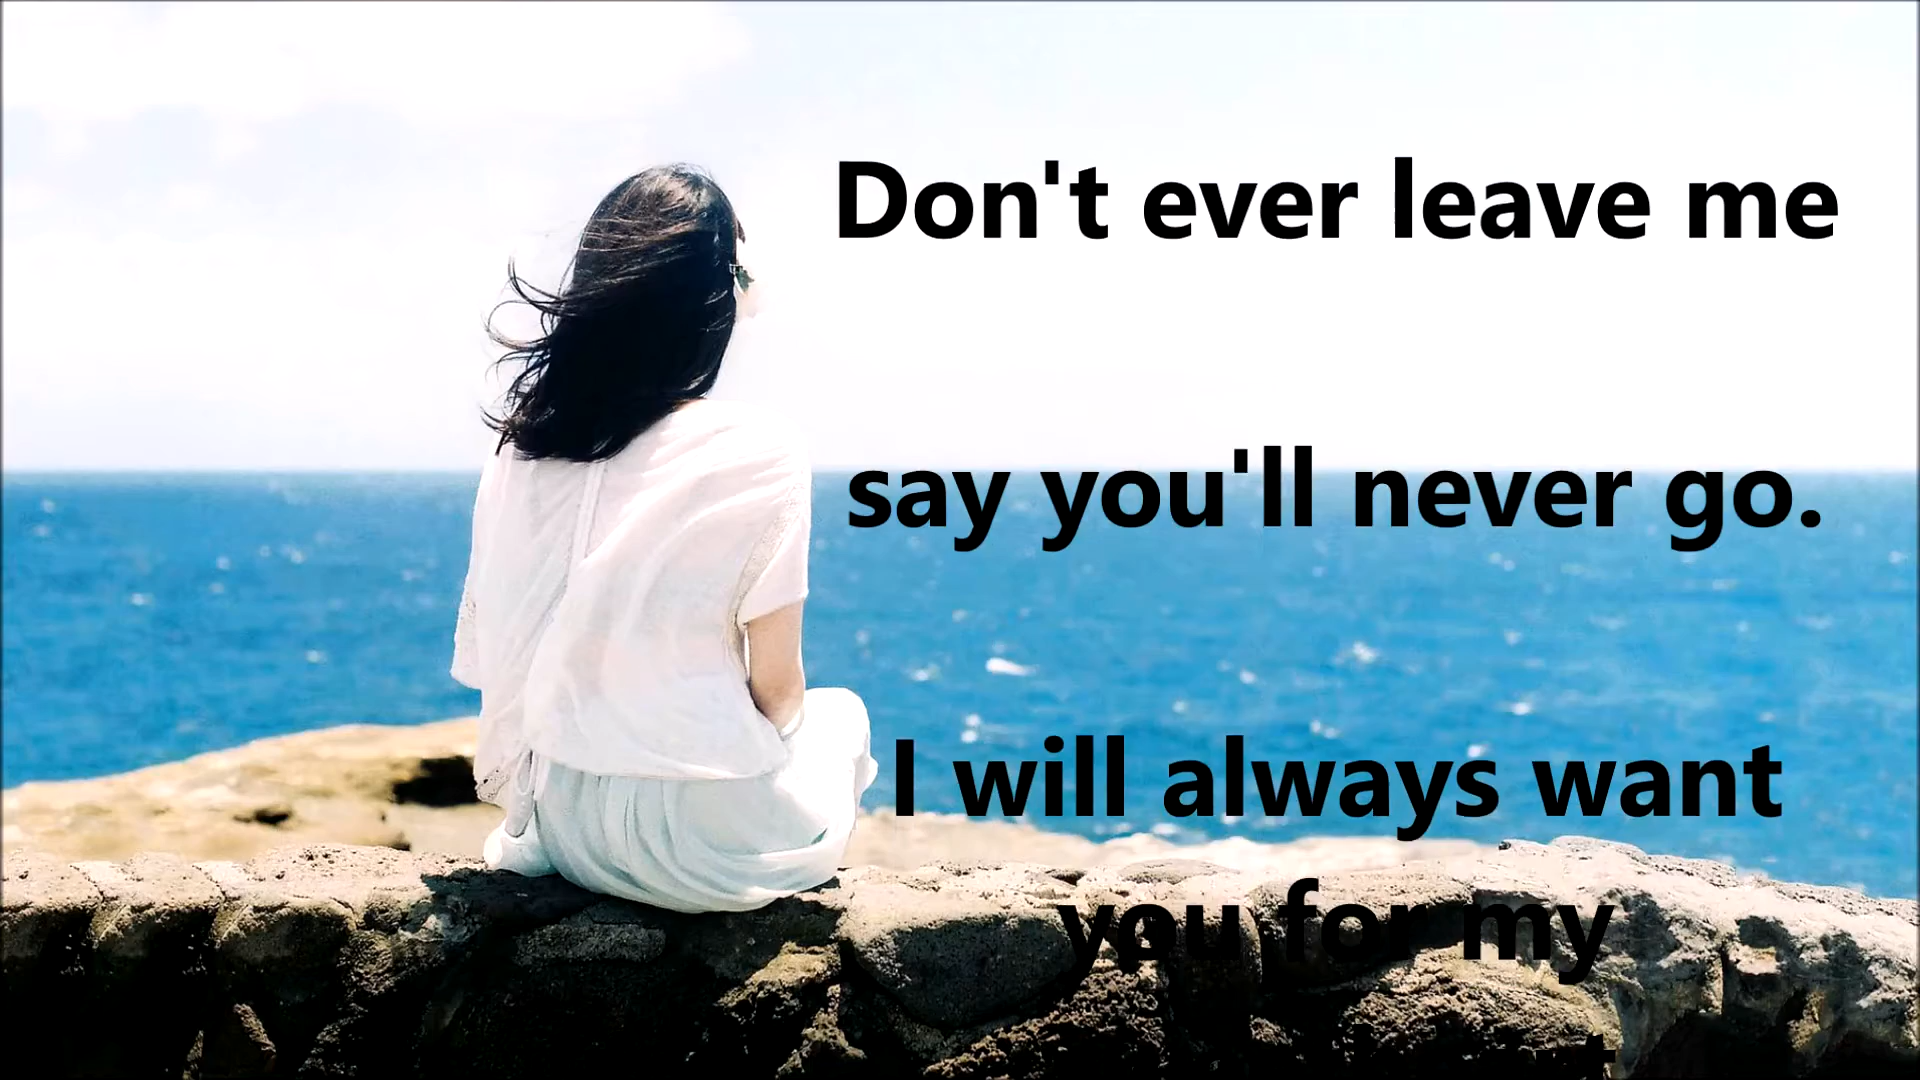 Don't ever leave me
say you'll never go.
I will always want
you for my